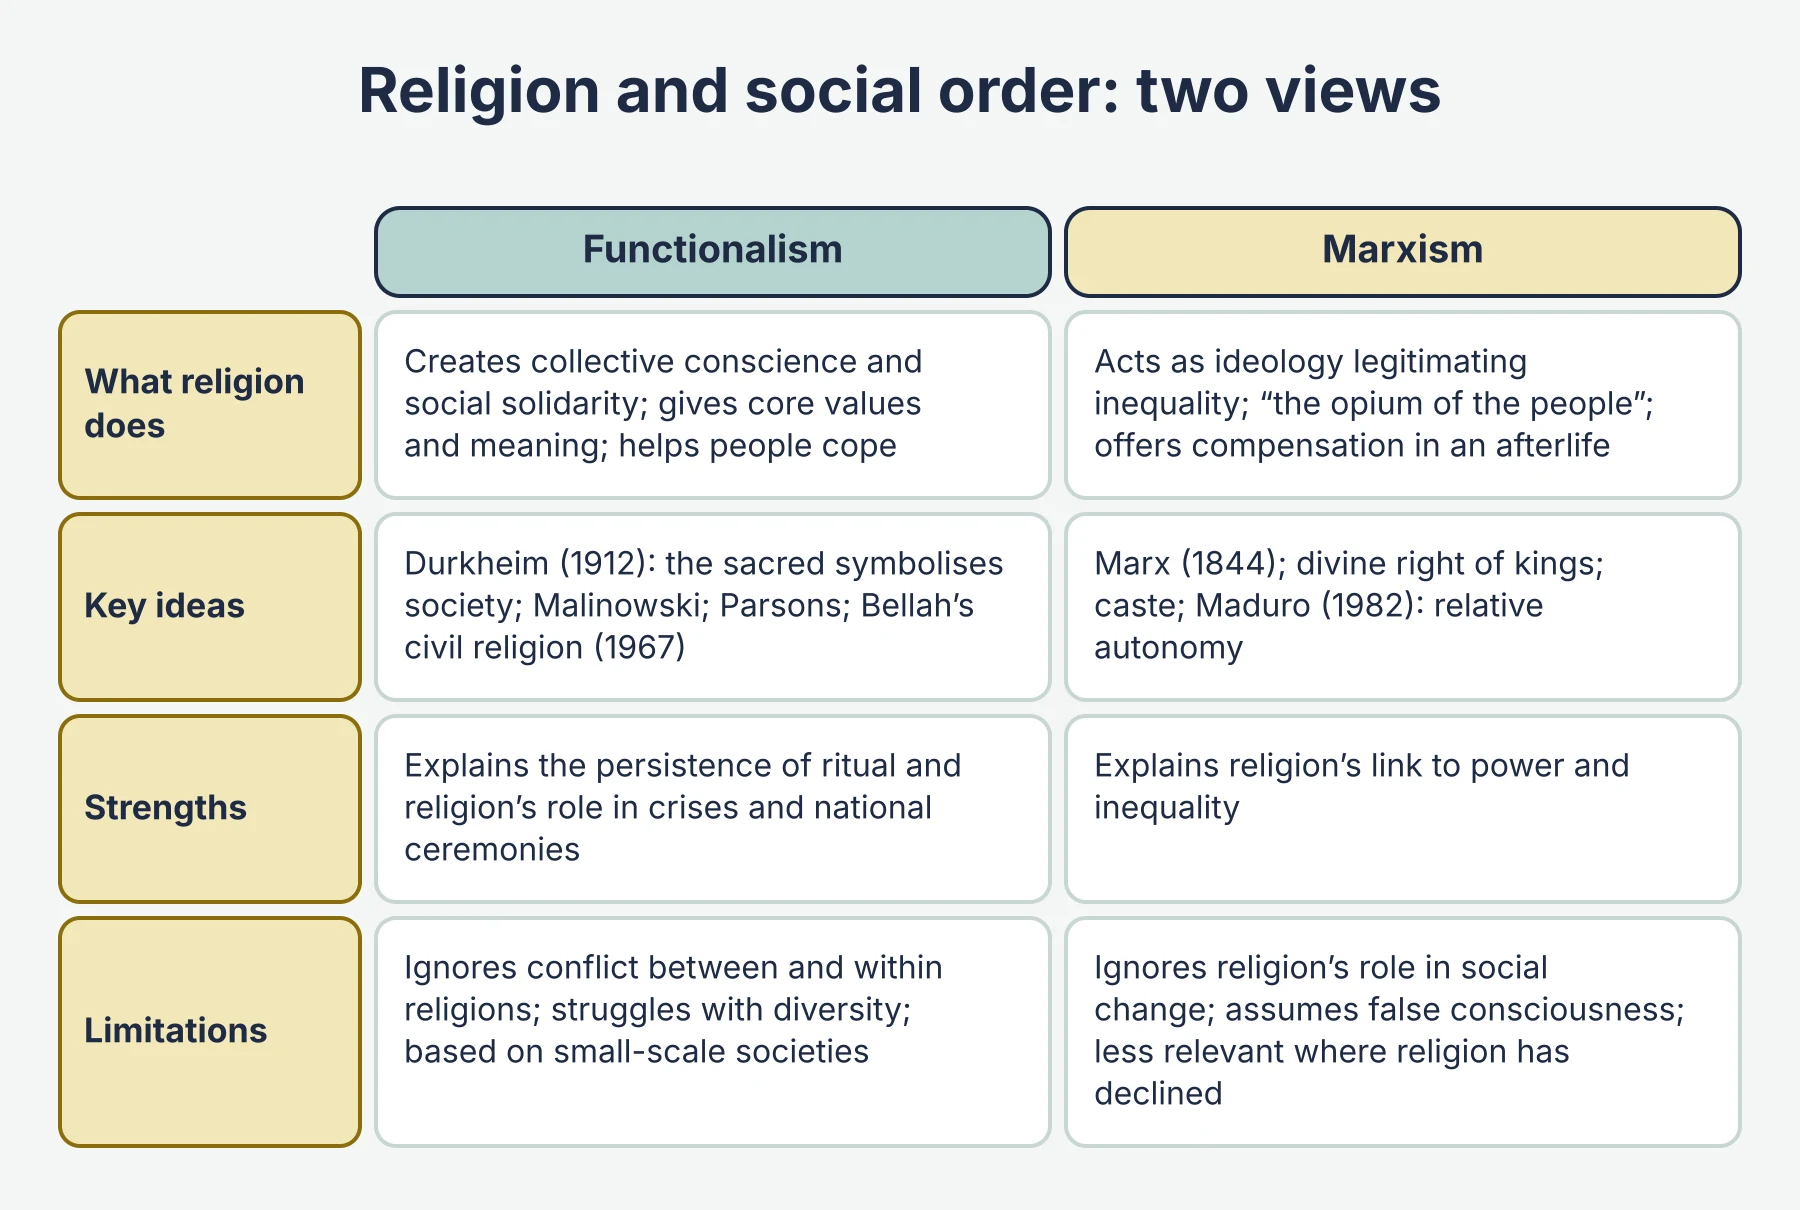 Religion and social order: two views
Functionalism
Marxism
What religion
does
Creates collective conscience and
social solidarity; gives core values
and meaning; helps people cope
Acts as ideology legitimating
inequality; “the opium of the people”;
offers compensation in an afterlife
Key ideas
Durkheim (1912): the sacred symbolises
society; Malinowski; Parsons; Bellah’s
civil religion (1967)
Marx (1844); divine right of kings;
caste; Maduro (1982): relative
autonomy
Strengths
Explains the persistence of ritual and
religion’s role in crises and national
ceremonies
Explains religion’s link to power and
inequality
Limitations
Ignores conflict between and within
religions; struggles with diversity;
based on small-scale societies
Ignores religion’s role in social
change; assumes false consciousness;
less relevant where religion has
declined